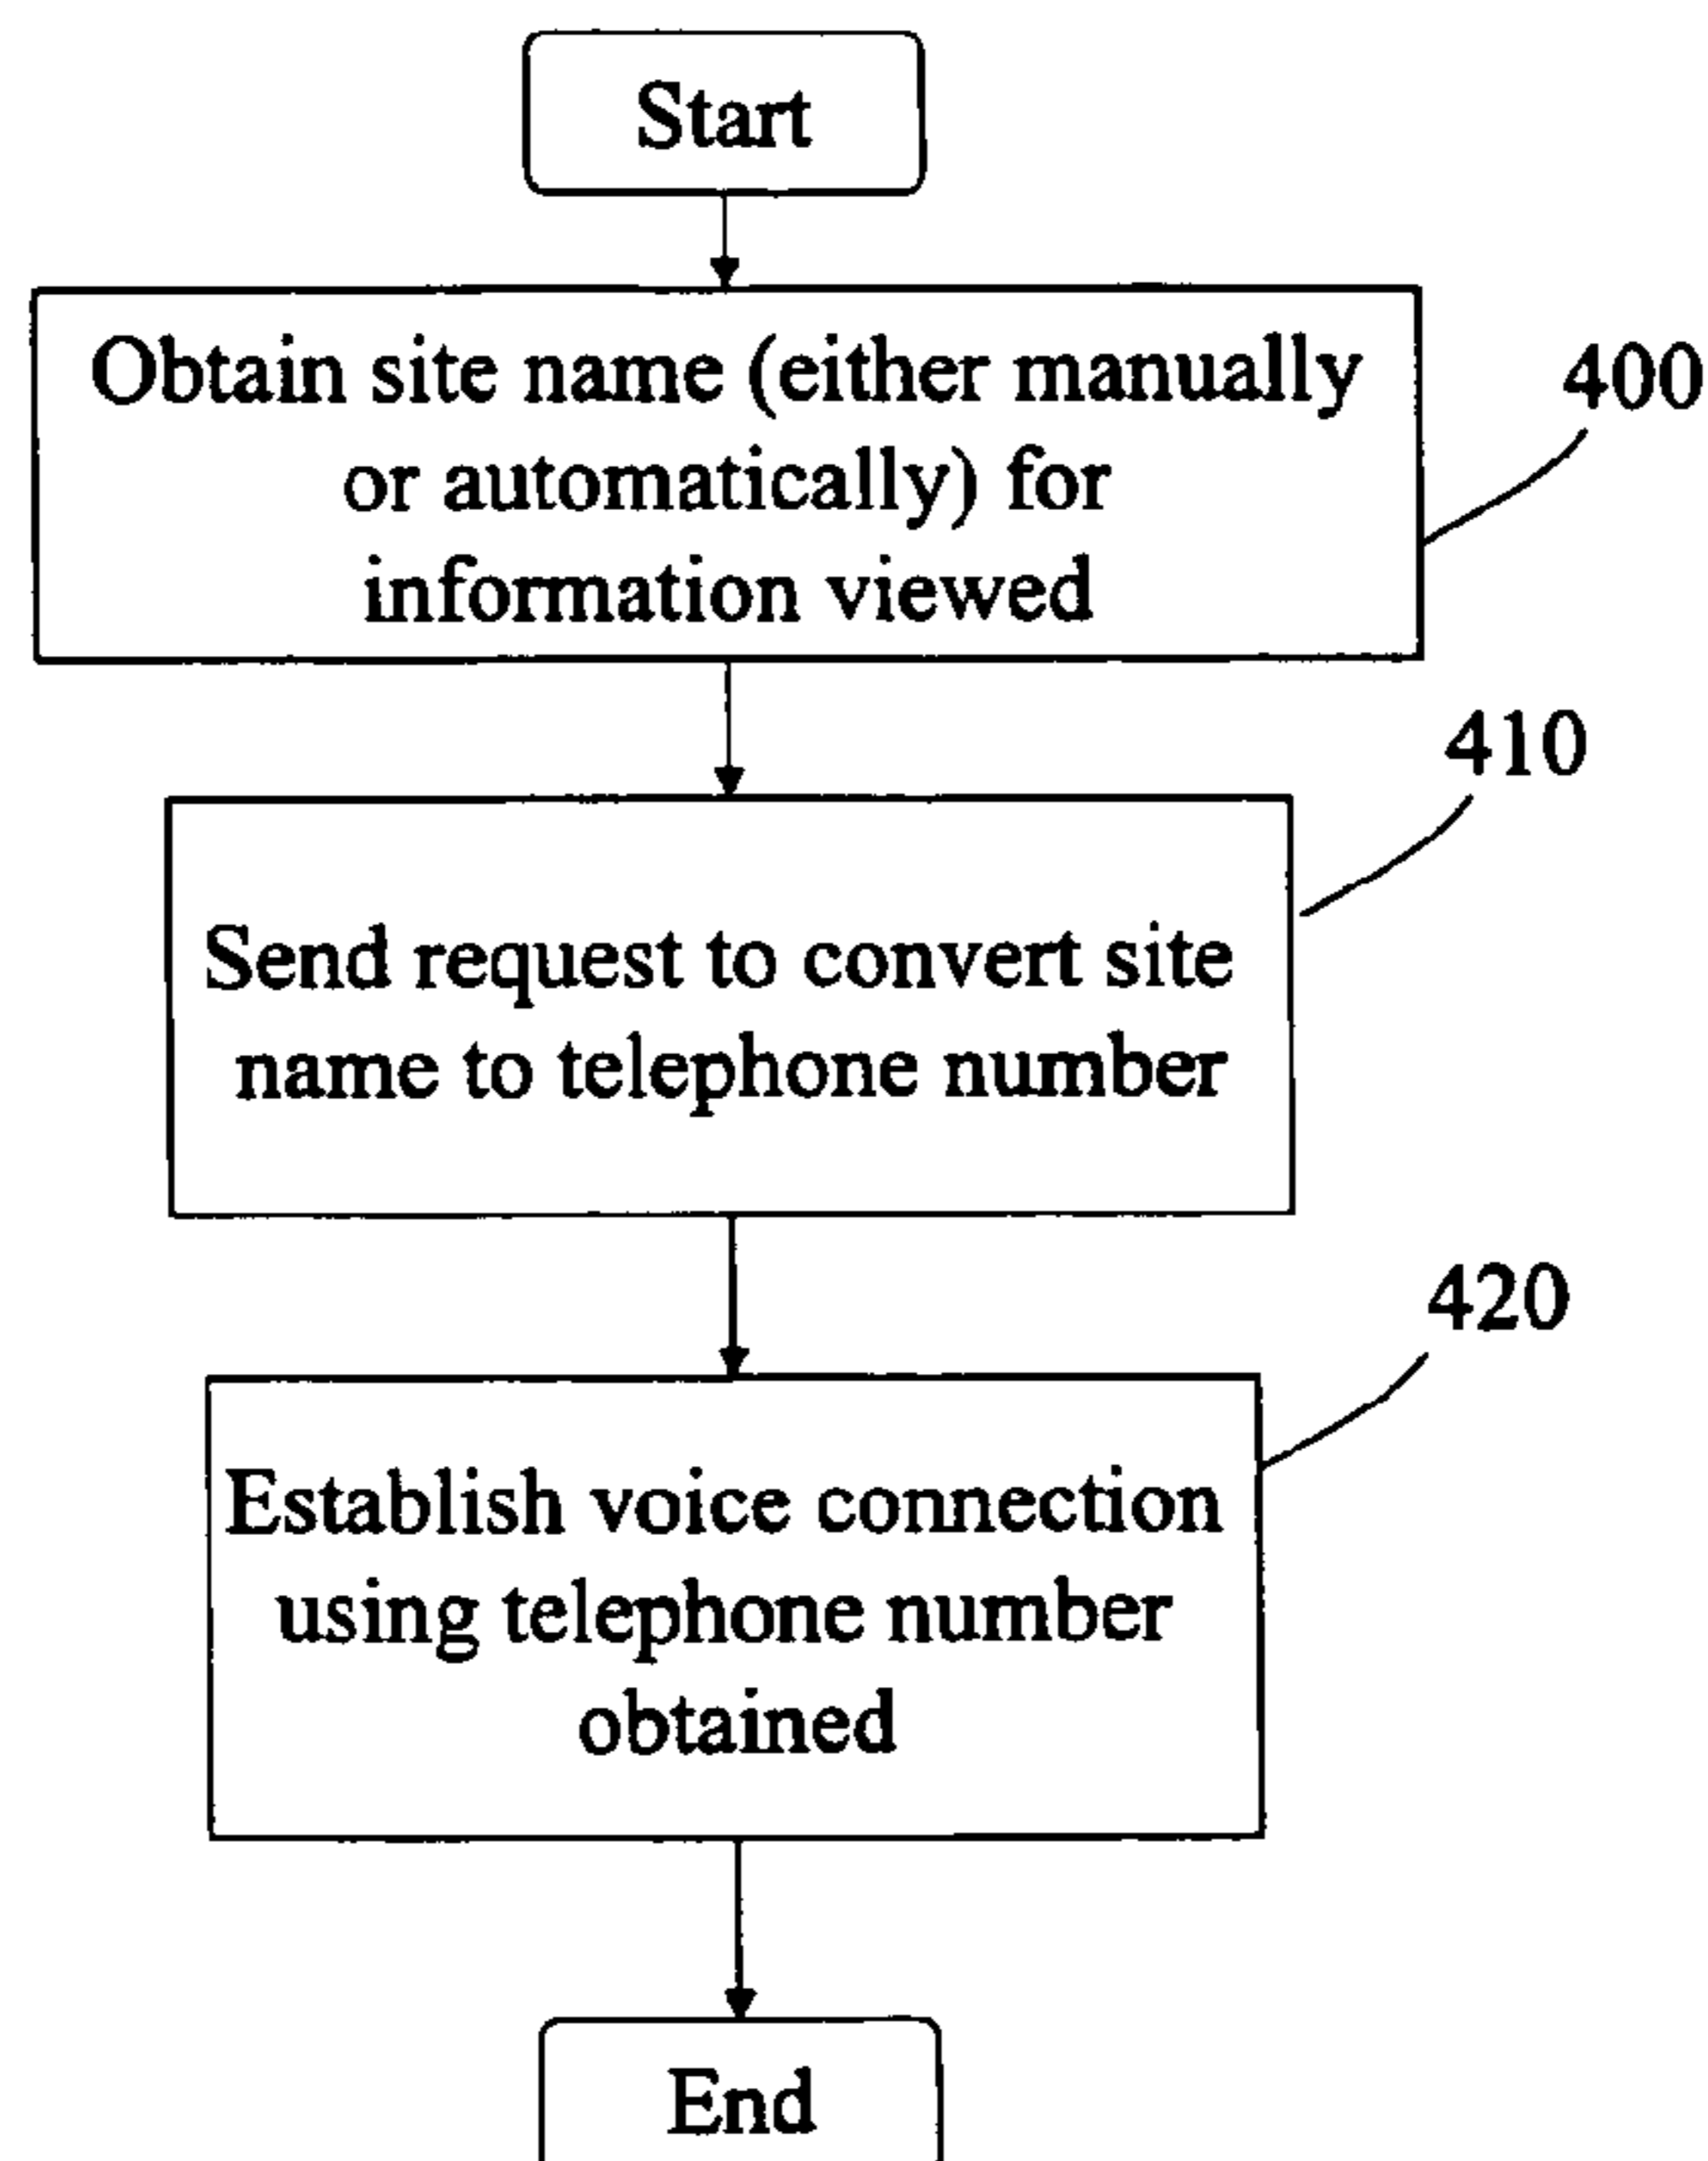 Start
Obtain site name (either manually
or automatically) for
information viewed
400
410
Send request to convert site
name to telephone number
420
Establish voice connection
using telephone number
obtained
End